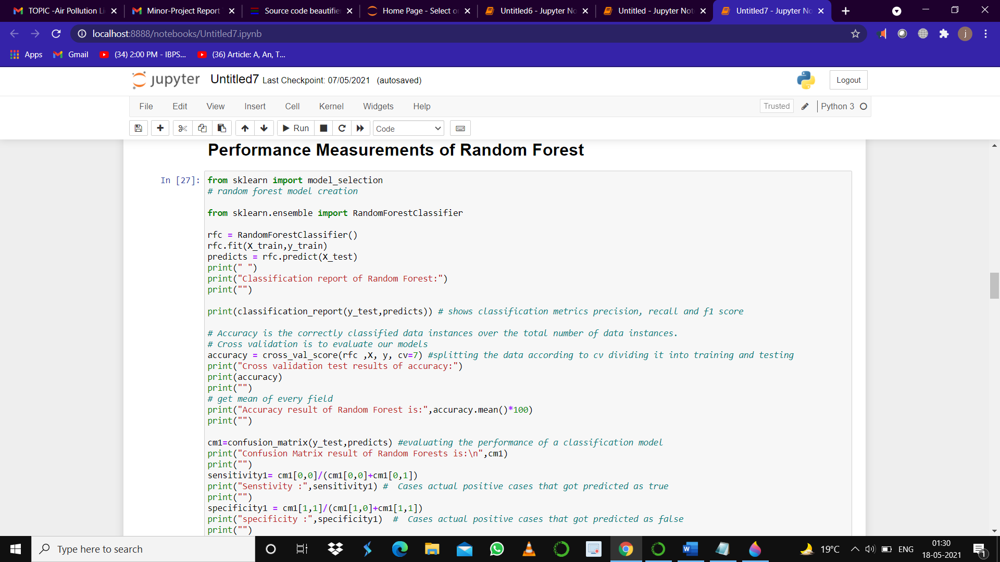 TOPIC -Air Pollution Li
Minor-Project Report
Source code beautifie
Home Page - Select o
Untitled6 - Jupyter No
Untitled - Jupyter Not
Untitled7 - Jupyter No
localhost:8888/notebooks/Untitled7.ipynb
j
Apps
Gmail
(34) 2:00 PM - IBPS...
(36) Article: A, An, T...
jupyter Untitled7 Last Checkpoint: 07/05/2021 (autosaved)
Logout
File Edit View Insert Cell Kernel Widgets Help
Trusted
Python 3
Run
Code
Performance Measurements of Random Forest
In [27]:
from sklearn import model_selection
# random forest model creation
from sklearn.ensemble import RandomForestClassifier
rfc = RandomForestClassifier()
rfc.fit(X_train,y_train)
predicts = rfc.predict(X_test)
print(" ")
print("Classification report of Random Forest:")
print("")
print(classification_report(y_test,predicts)) # shows classification metrics precision, recall and f1 score
# Accuracy is the correctly classified data instances over the total number of data instances.
# Cross validation is to evaluate our models
accuracy = cross_val_score(rfc ,X, y, cv=7) #splitting the data according to cv dividing it into training and testing
print("Cross validation test results of accuracy:")
print(accuracy)
print("")
# get mean of every field
print("Accuracy result of Random Forest is:",accuracy.mean()*100)
print("")
cm1=confusion_matrix(y_test,predicts) #evaluating the performance of a classification model
print("Confusion Matrix result of Random Forests is:\n",cm1)
print("")
sensitivity1= cm1[0,0]/(cm1[0,0]+cm1[0,1])
print("Senstivity :",sensitivity1) #  Cases actual positive cases that got predicted as true
print("")
specificity1 = cm1[1,1]/(cm1[1,0]+cm1[1,1])
print("specificity :",specificity1)  #  Cases actual positive cases that got predicted as false
print("")
Type here to search
19°C
ENG
01:30
18-05-2021
1